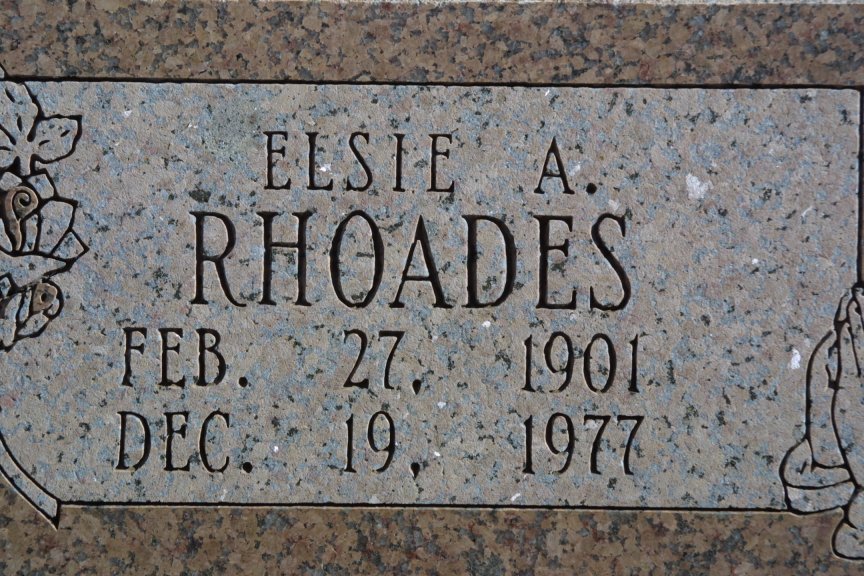 ELSIE A.
RHOADES
FEB. 27, 1901
DEC. 19, 1977